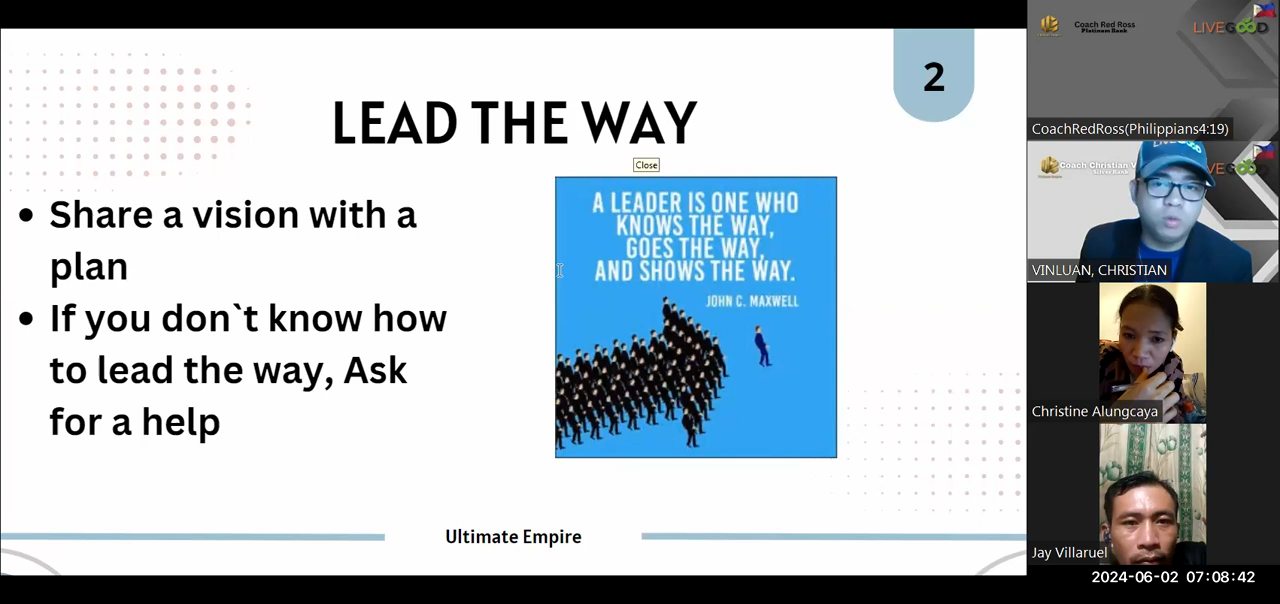 2
LEAD THE WAY
Close
Share a vision with a
plan
If you don`t know how
to lead the way, Ask
for a help
A LEADER IS ONE WHO
KNOWS THE WAY,
GOES THE WAY,
AND SHOWS THE WAY.
JOHN C. MAXWELL
Ultimate Empire
Coach Red Ross
Platinum Rank
LIVEGOOD
CoachRedRoss(Philippians4:19)
Coach Christian V
Silver Rank
VINLUAN, CHRISTIAN
Christine Alungcaya
Jay Villaruel
2024-06-02 07:08:42